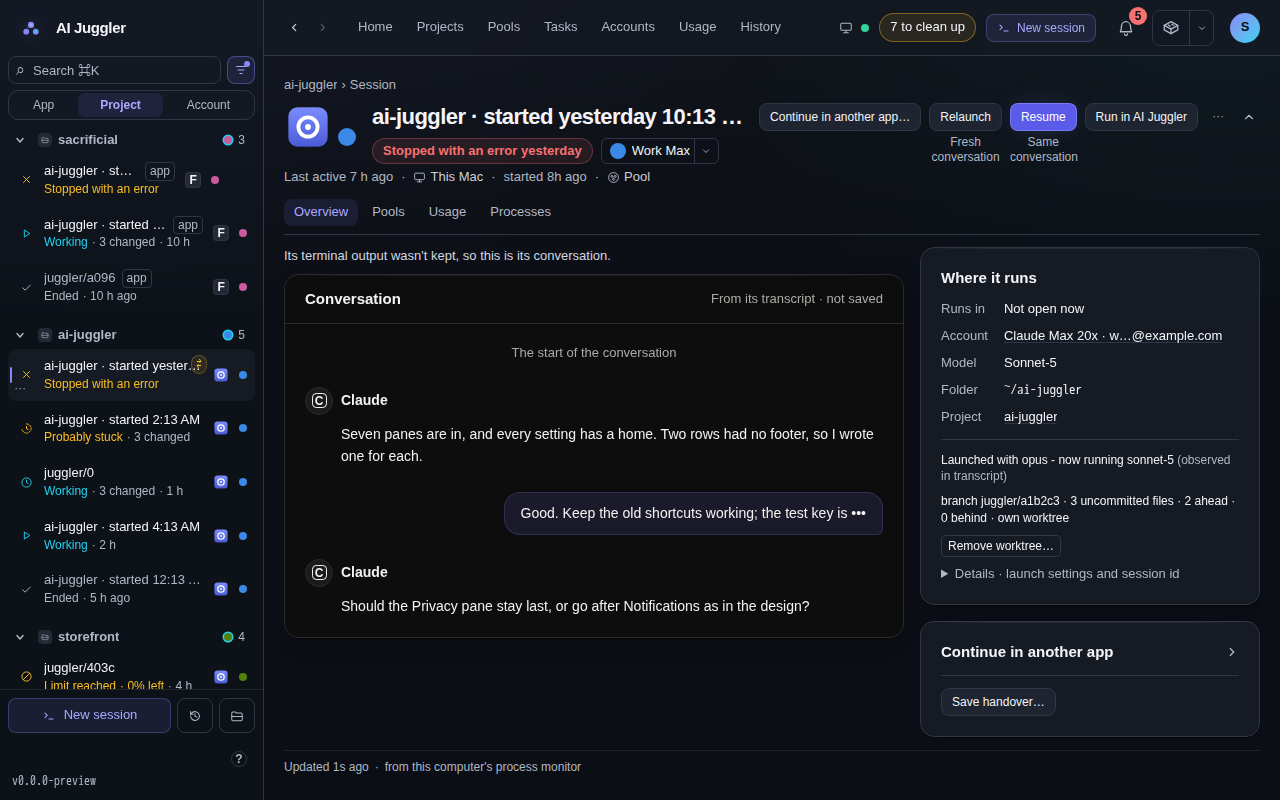 AI Juggler
Search ⌘K
App Project Account
sacrificial 3
ai-juggler · st… app
Stopped with an error
F
ai-juggler · started … app
Working · 3 changed · 10 h
F
juggler/a096 app
Ended · 10 h ago
F
ai-juggler 5
ai-juggler · started yester…
Stopped with an error
ai-juggler · started 2:13 AM
Probably stuck · 3 changed
juggler/0
Working · 3 changed · 1 h
ai-juggler · started 4:13 AM
Working · 2 h
ai-juggler · started 12:13 …
Ended · 5 h ago
storefront 4
juggler/403c
Limit reached · 0% left · 4 h
New session
?
v0.0.0-preview
Home Projects Pools Tasks Accounts Usage History
7 to clean up
New session
5
S
ai-juggler › Session
ai-juggler · started yesterday 10:13 …
Continue in another app…
Relaunch
Resume
Run in AI Juggler
Fresh conversation
Same conversation
Stopped with an error yesterday
Work Max
Last active 7 h ago · This Mac · started 8h ago · Pool
Overview Pools Usage Processes
Its terminal output wasn't kept, so this is its conversation.
Conversation
From its transcript · not saved
The start of the conversation
C Claude
Seven panes are in, and every setting has a home. Two rows had no footer, so I wrote
one for each.
Good. Keep the old shortcuts working; the test key is •••
C Claude
Should the Privacy pane stay last, or go after Notifications as in the design?
Where it runs
Runs in Not open now
Account Claude Max 20x · w…@example.com
Model Sonnet-5
Folder ~/ai-juggler
Project ai-juggler
Launched with opus - now running sonnet-5 (observed
in transcript)
branch juggler/a1b2c3 · 3 uncommitted files · 2 ahead ·
0 behind · own worktree
Remove worktree…
Details · launch settings and session id
Continue in another app
Save handover…
Updated 1s ago · from this computer's process monitor